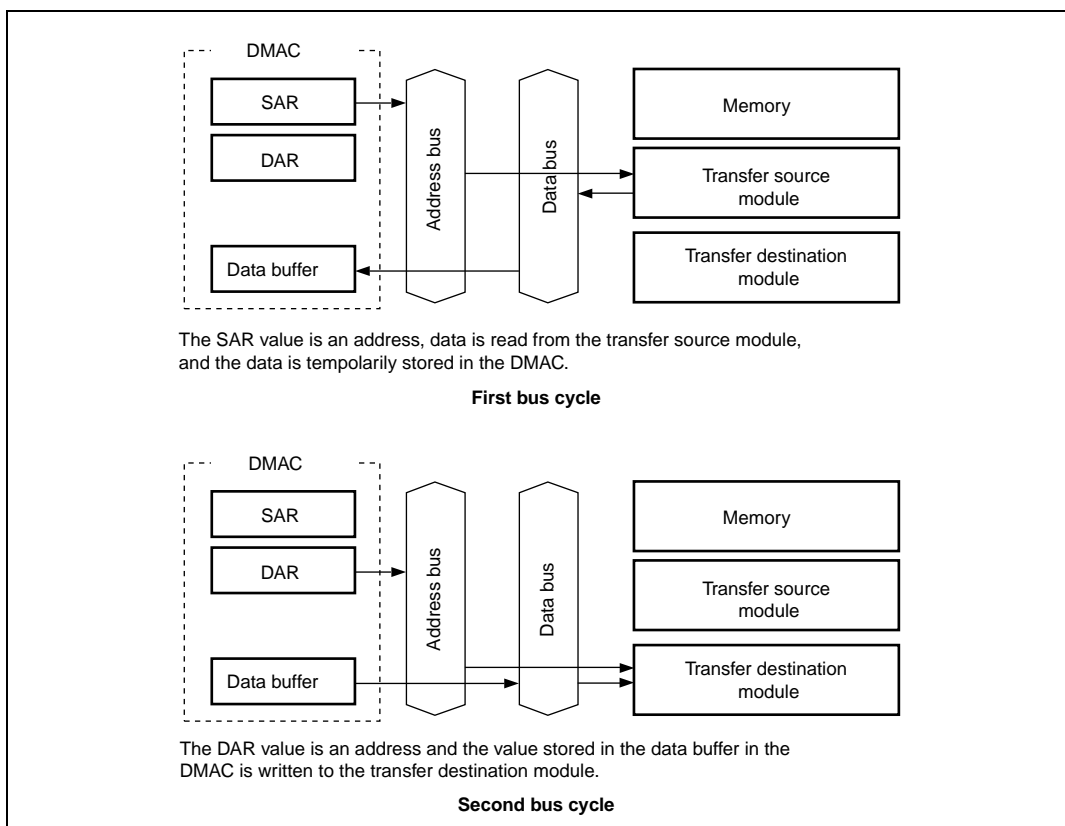 DMAC
SAR
DAR
Data buffer
Address bus
Data bus
Memory
Transfer source
module
Transfer destination
module
The SAR value is an address, data is read from the transfer source module,
and the data is tempolarily stored in the DMAC.
First bus cycle
DMAC
SAR
DAR
Data buffer
Address bus
Data bus
Memory
Transfer source
module
Transfer destination
module
The DAR value is an address and the value stored in the data buffer in the
DMAC is written to the transfer destination module.
Second bus cycle